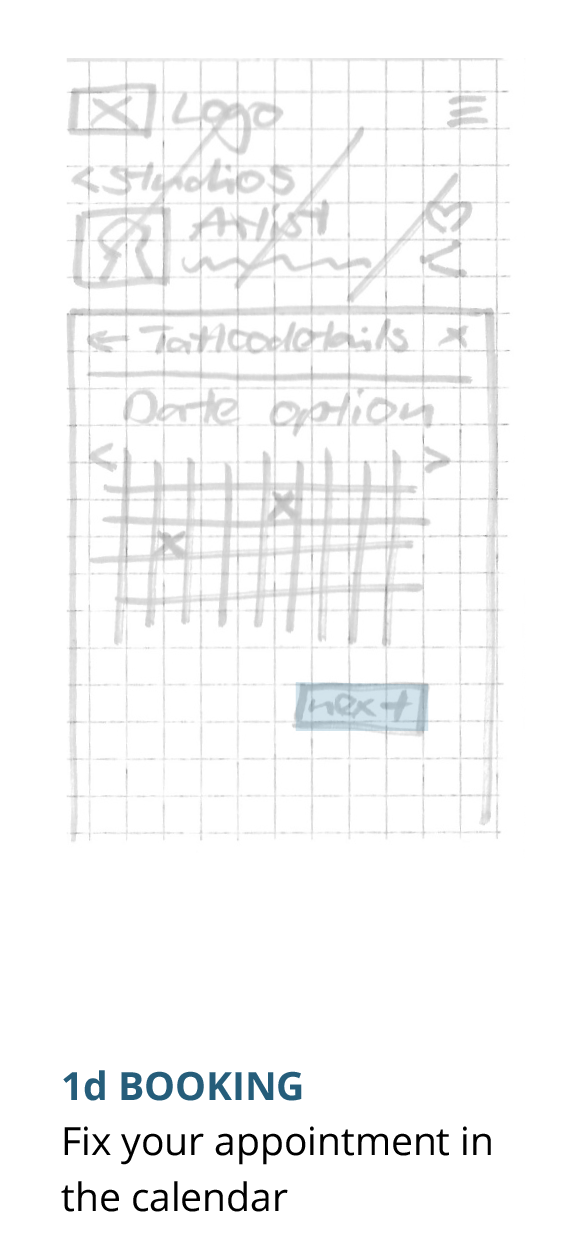 Logo
< Studios
Artist
← Tattoodetails x
Date option
< >
next
1d BOOKING
Fix your appointment in
the calendar